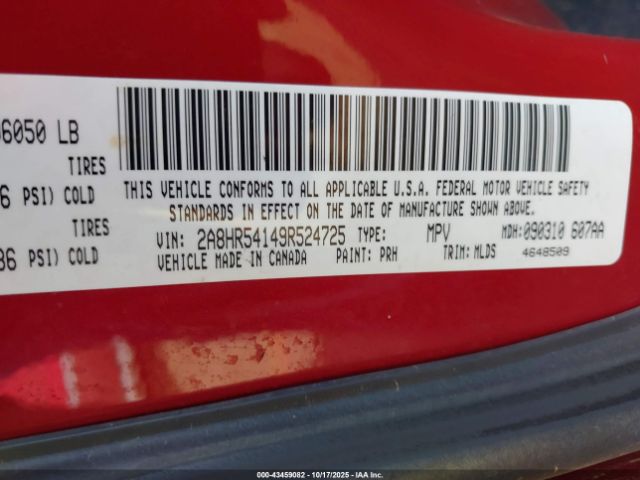 6050 LB
TIRES
PSI) COLD
TIRES
36 PSI) COLD
THIS VEHICLE CONFORMS TO ALL APPLICABLE U.S.A. FEDERAL MOTOR VEHICLE SAFETY
STANDARDS IN EFFECT ON THE DATE OF MANUFACTURE SHOWN ABOVE.
VIN: 2A8HR54149R524725 TYPE: MPV MDH:090310 607AA
VEHICLE MADE IN CANADA PAINT: PRH TRIM: MLDS 4648509
000-43459082 - 10/17/2025 - IAA Inc.